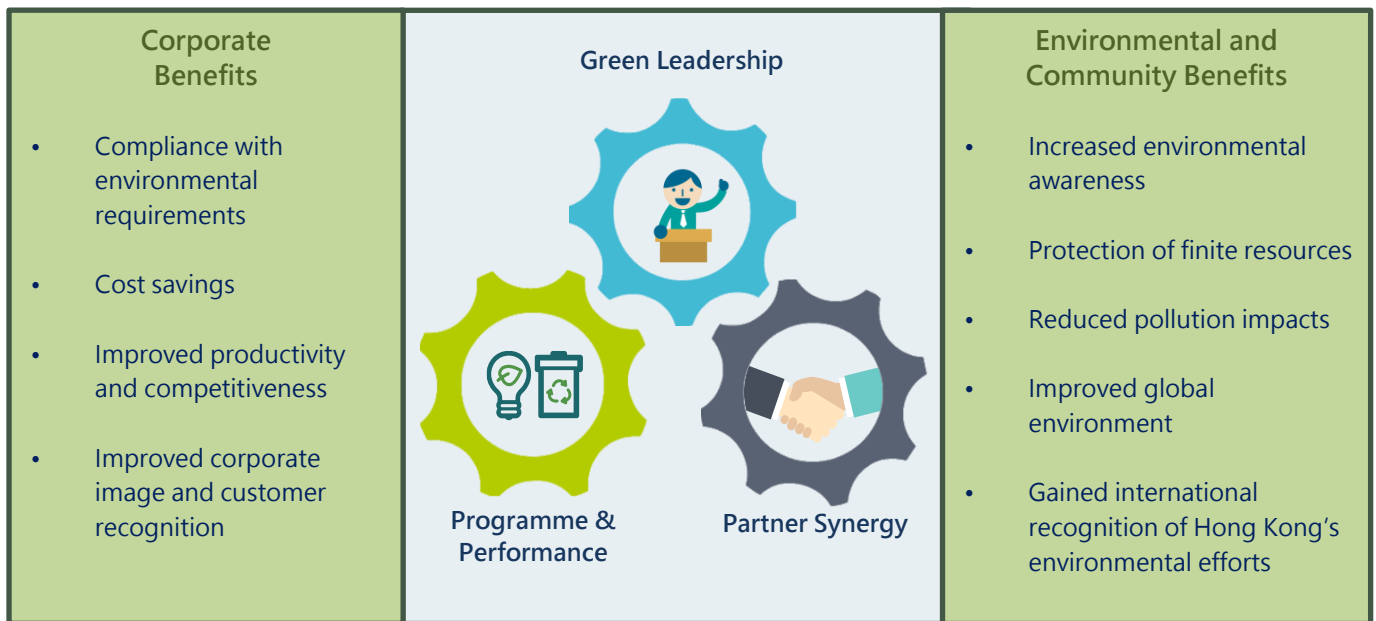 Corporate
Benefits
• Compliance with
environmental
requirements
• Cost savings
• Improved productivity
and competitiveness
• Improved corporate
image and customer
recognition
Green Leadership
Programme &
Performance
Partner Synergy
Environmental and
Community Benefits
• Increased environmental
awareness
• Protection of finite resources
• Reduced pollution impacts
• Improved global
environment
• Gained international
recognition of Hong Kong’s
environmental efforts